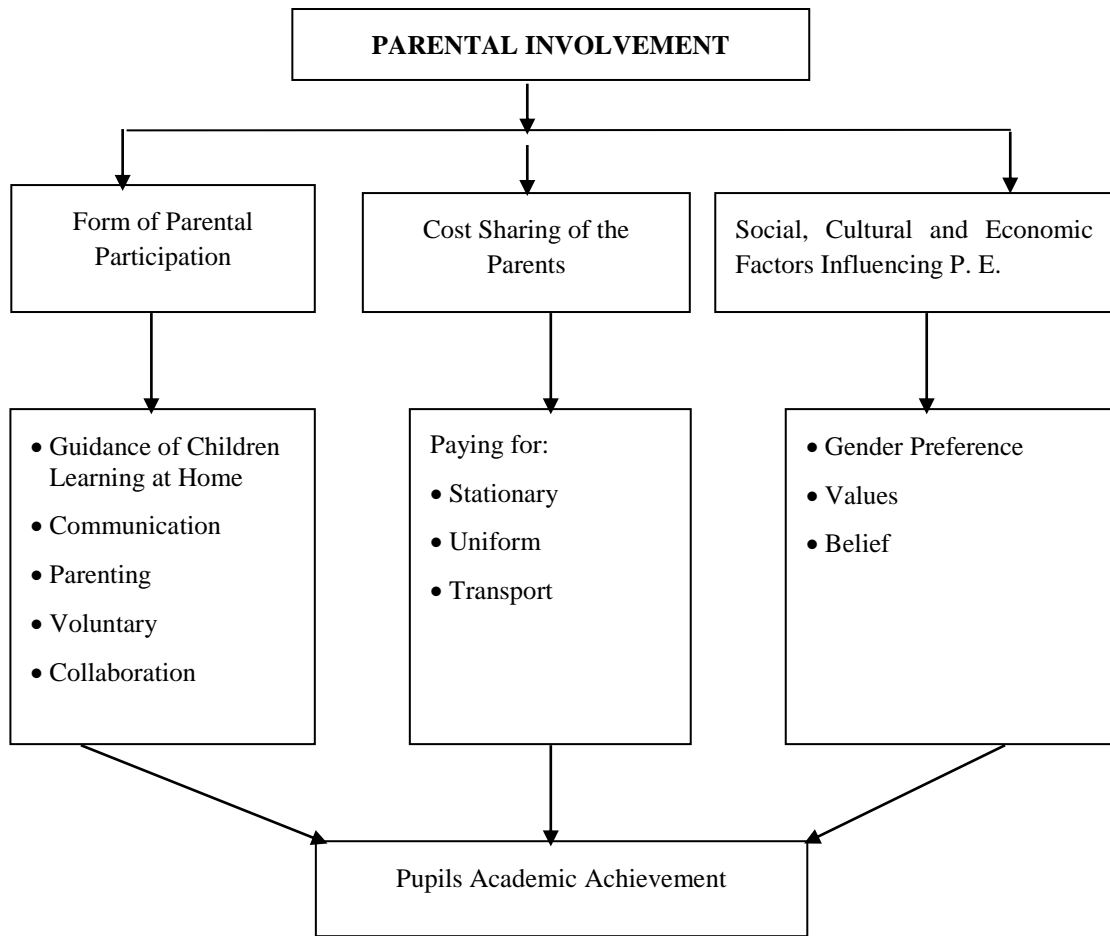 PARENTAL INVOLVEMENT
Form of Parental
Participation
Cost Sharing of the
Parents
Social, Cultural and Economic
Factors Influencing P. E.
• Guidance of Children
Learning at Home
• Communication
• Parenting
• Voluntary
• Collaboration
Paying for:
• Stationary
• Uniform
• Transport
• Gender Preference
• Values
• Belief
Pupils Academic Achievement